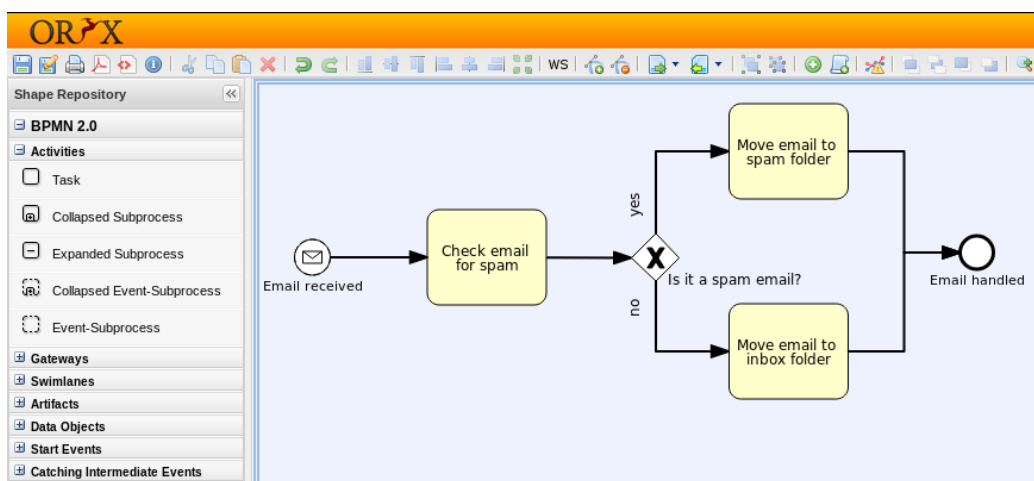 ORYX
WS
Shape Repository
BPMN 2.0
Activities
Task
Collapsed Subprocess
Expanded Subprocess
Collapsed Event-Subprocess
Event-Subprocess
Gateways
Swimlanes
Artifacts
Data Objects
Start Events
Catching Intermediate Events
Email received
Check email
for spam
yes
no
Is it a spam email?
Move email to
spam folder
Move email to
inbox folder
Email handled